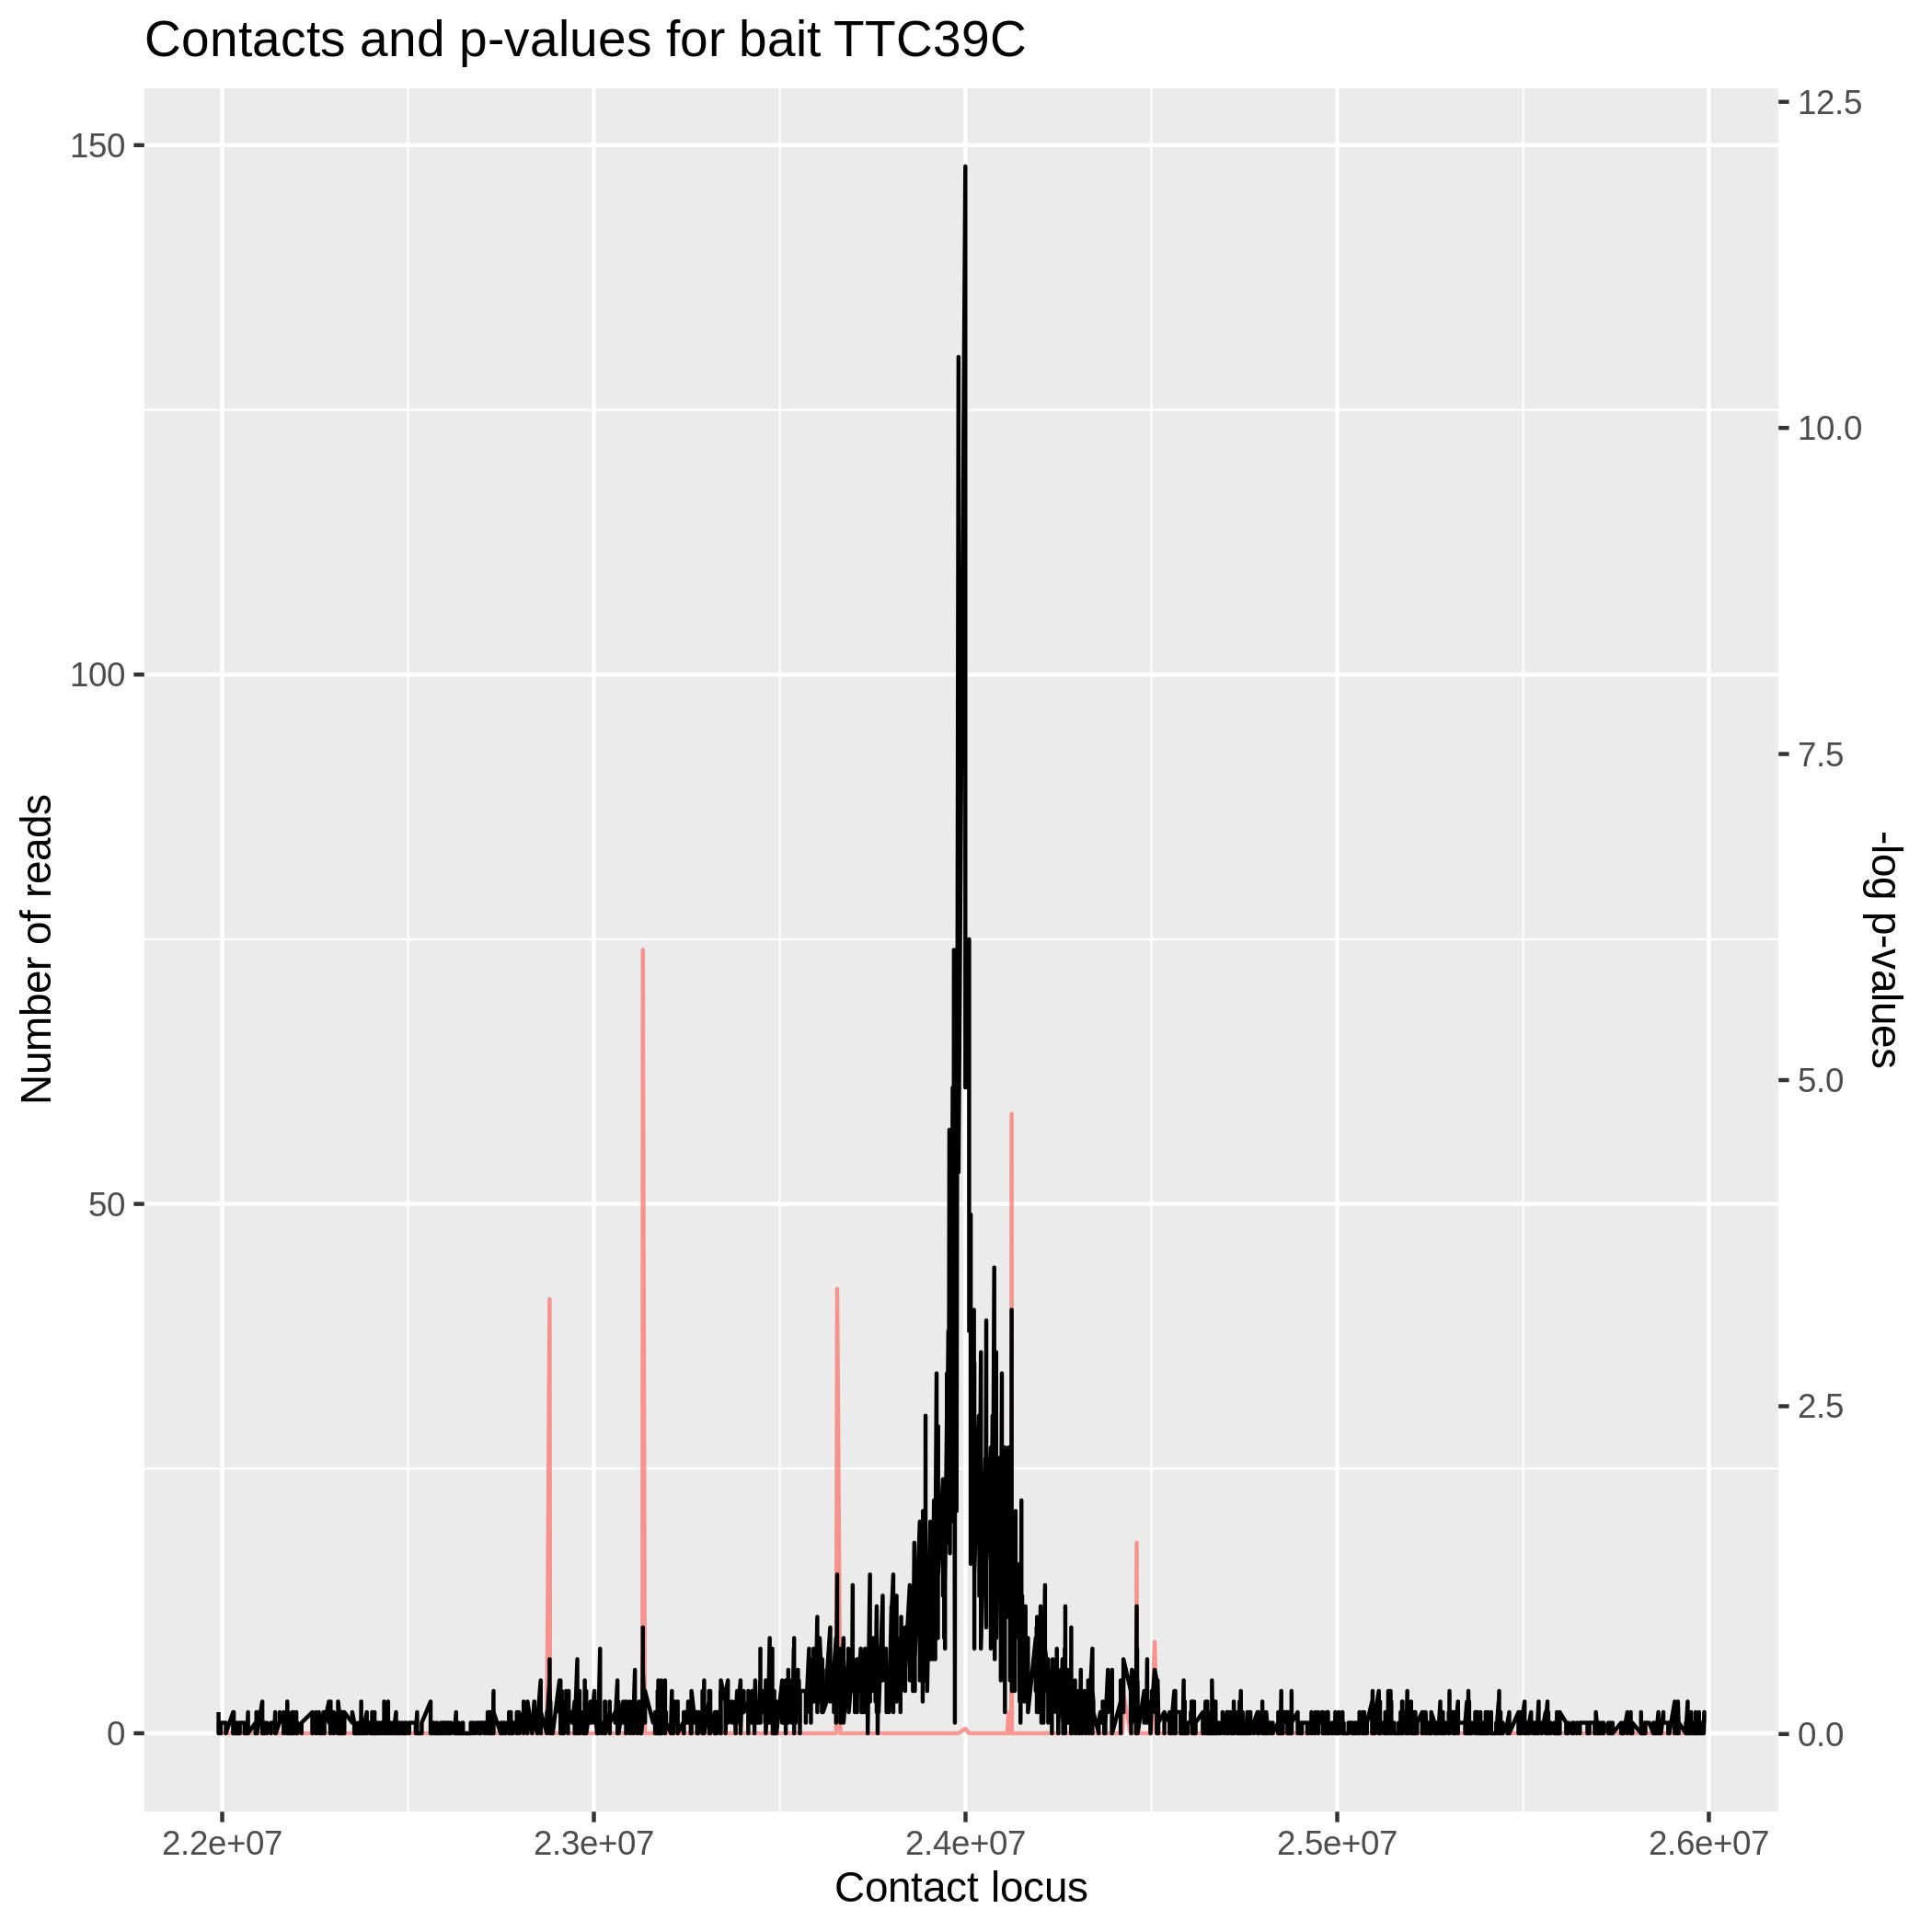 Contacts and p-values for bait TTC39C
150
100
50
0
Number of reads
12.5
10.0
7.5
5.0
2.5
0.0
-log p-values
2.2e+07
2.3e+07
2.4e+07
2.5e+07
2.6e+07
Contact locus